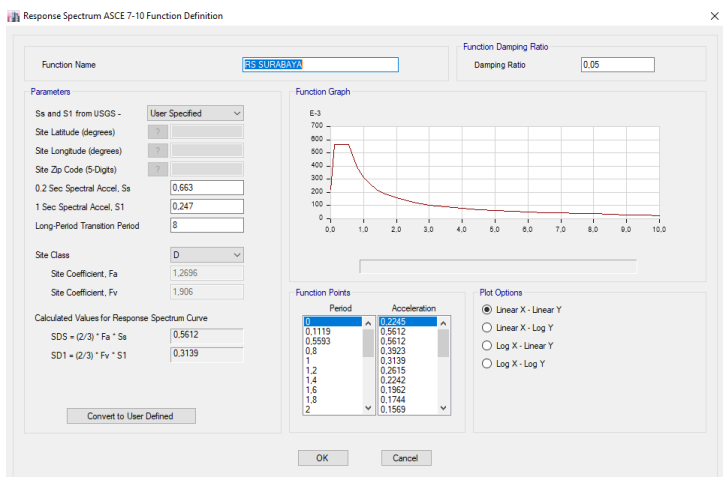 Response Spectrum ASCE 7-10 Function Definition
Function Name
RS SURABAYA
Function Damping Ratio
Damping Ratio
0,05
Parameters
Ss and S1 from USGS - User Specified
Site Latitude (degrees) ?
Site Longitude (degrees) ?
Site Zip Code (5-Digits) ?
0.2 Sec Spectral Accel, Ss 0,663
1 Sec Spectral Accel, S1 0,247
Long-Period Transition Period 8
Site Class D
Site Coefficient, Fa 1,2696
Site Coefficient, Fv 1,906
Calculated Values for Response Spectrum Curve
SDS = (2/3) * Fa * Ss 0,5612
SD1 = (2/3) * Fv * S1 0,3139
Convert to User Defined
Function Graph
E-3
700
600
500
400
300
200
100
0
0,0 1,0 2,0 3,0 4,0 5,0 6,0 7,0 8,0 9,0 10,0
Function Points
Period Acceleration
0 0,2245
0,1119 0,5612
0,5593 0,5612
0,8 0,3923
1 0,3139
1,2 0,2615
1,4 0,2242
1,6 0,1962
1,8 0,1744
2 0,1569
Plot Options
Linear X - Linear Y
Linear X - Log Y
Log X - Linear Y
Log X - Log Y
OK Cancel